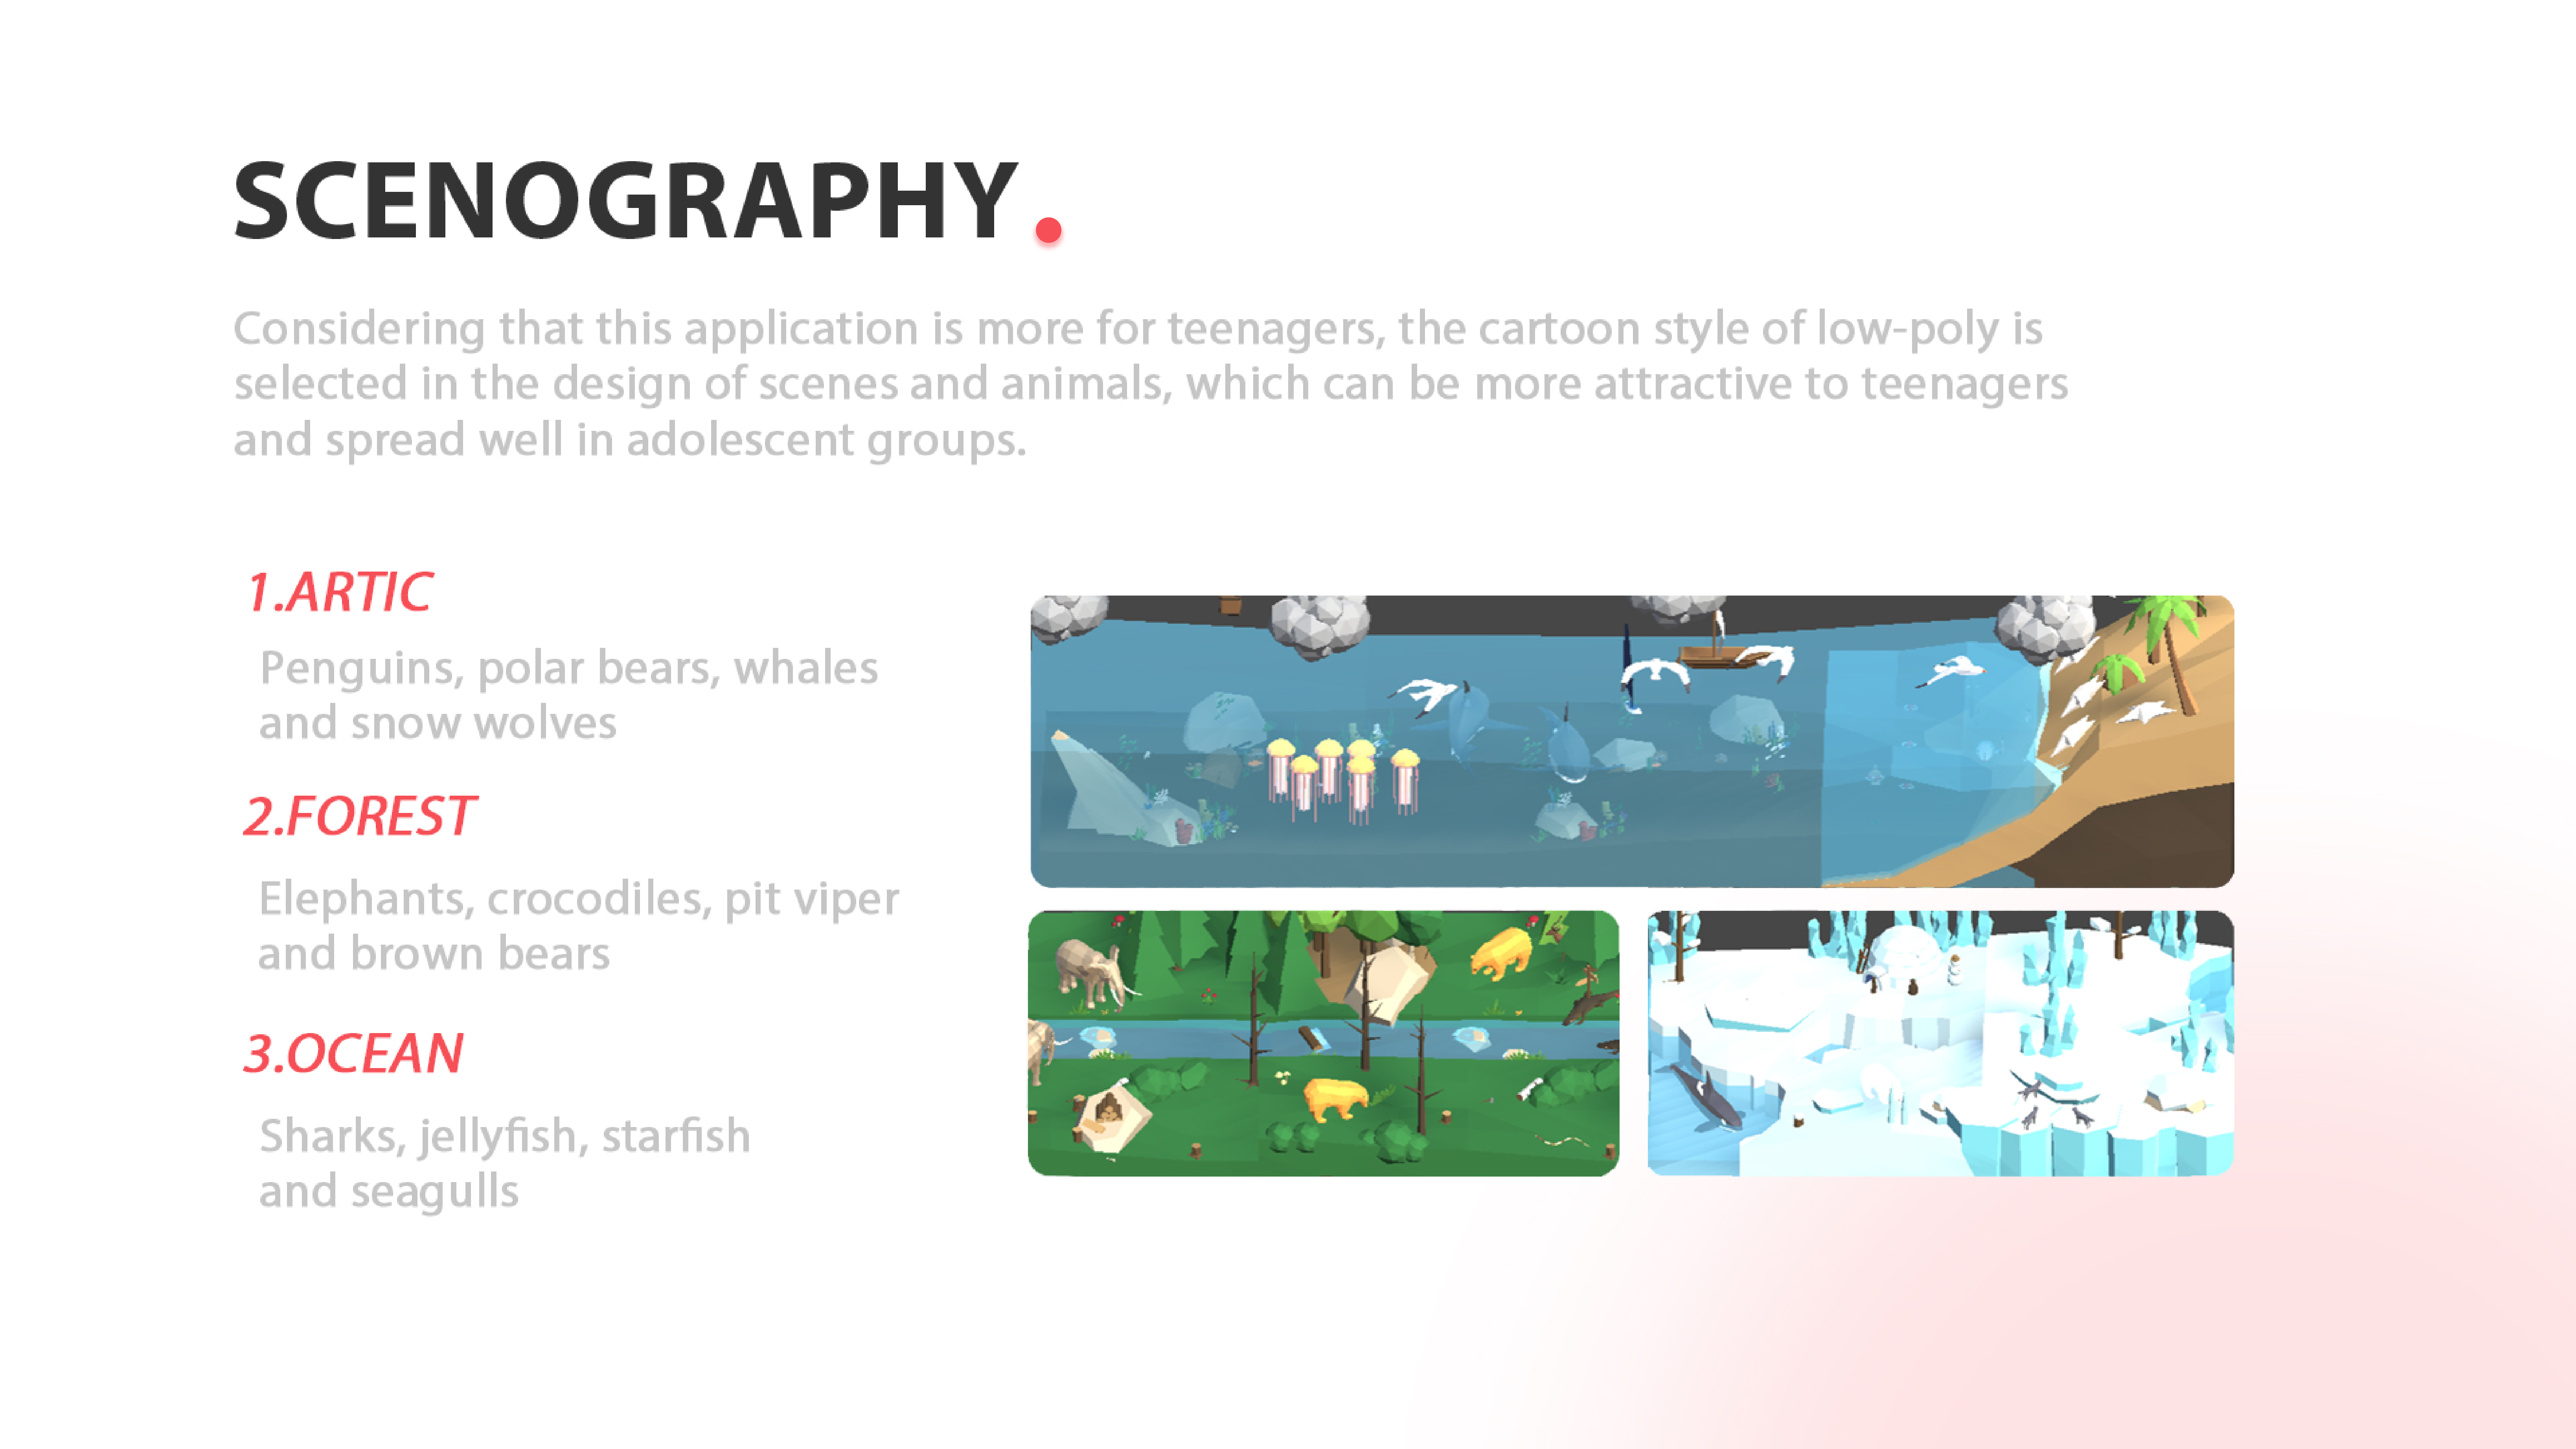 SCENOGRAPHY.
Considering that this application is more for teenagers, the cartoon style of low-poly is
selected in the design of scenes and animals, which can be more attractive to teenagers
and spread well in adolescent groups.
1.ARTIC
Penguins, polar bears, whales
and snow wolves
2.FOREST
Elephants, crocodiles, pit viper
and brown bears
3.OCEAN
Sharks, jellyfish, starfish
and seagulls